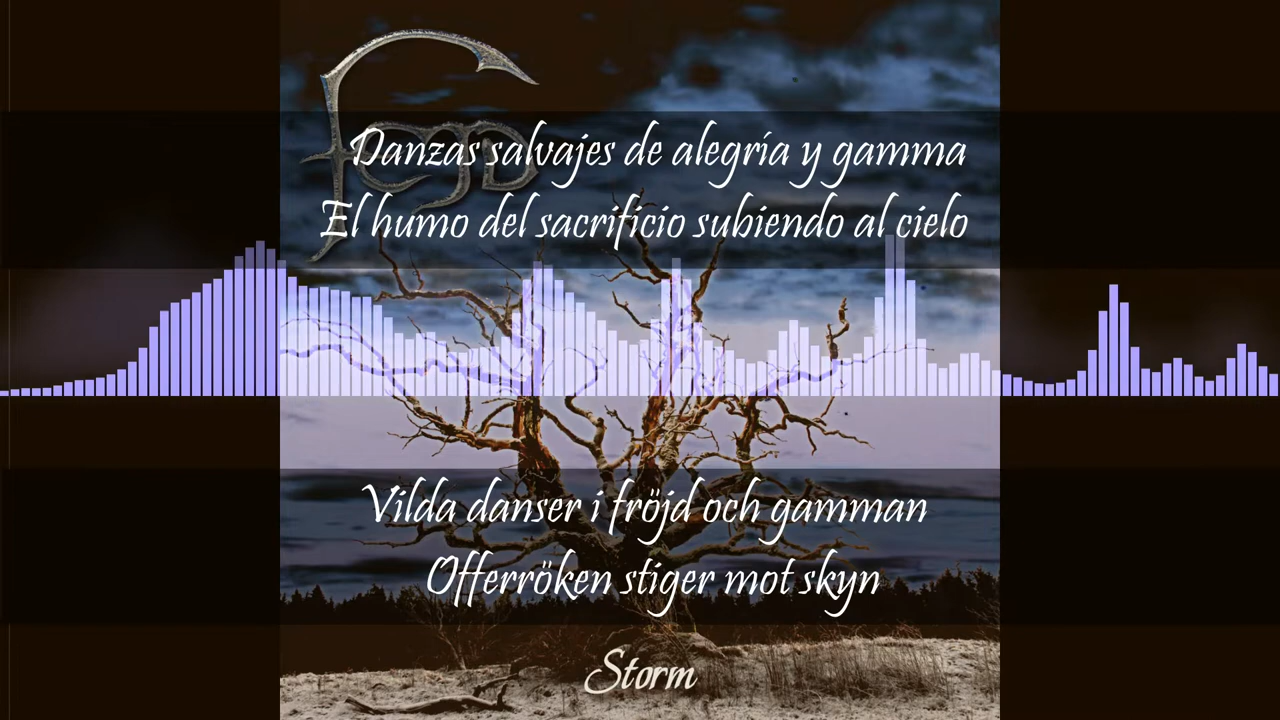 Fejd
Danzas salvajes de alegría y gamma
El humo del sacrificio subiendo al cielo
Vilda danser i fröjd och gamman
Offerröken stiger mot skyn
Storm